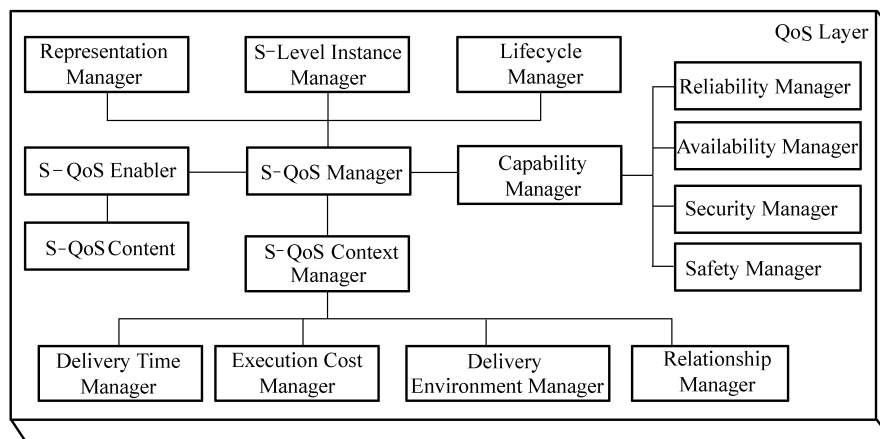 QoS Layer
Representation
Manager
S-Level Instance
Manager
Lifecycle
Manager
Reliability Manager
Availability Manager
Security Manager
Safety Manager
S-QoS Enabler
S-QoS Manager
Capability
Manager
S-QoS Content
S-QoS Context
Manager
Delivery Time
Manager
Execution Cost
Manager
Delivery
Environment Manager
Relationship
Manager